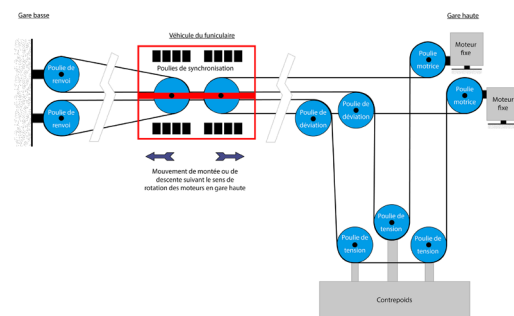 Gare basse
Véhicule du funiculaire
Gare haute
Poulies de synchronisation
Poulie de
renvoi
Poulie de
renvoi
Poulie
motrice
Moteur
fixe
Poulie
motrice
Moteur
fixe
Poulie de
déviation
Poulie de
déviation
Mouvement de montée ou de
descente suivant le sens de
rotation des moteurs en gare haute
Poulie de
tension
Poulie de
tension
Poulie de
tension
Contrepoids